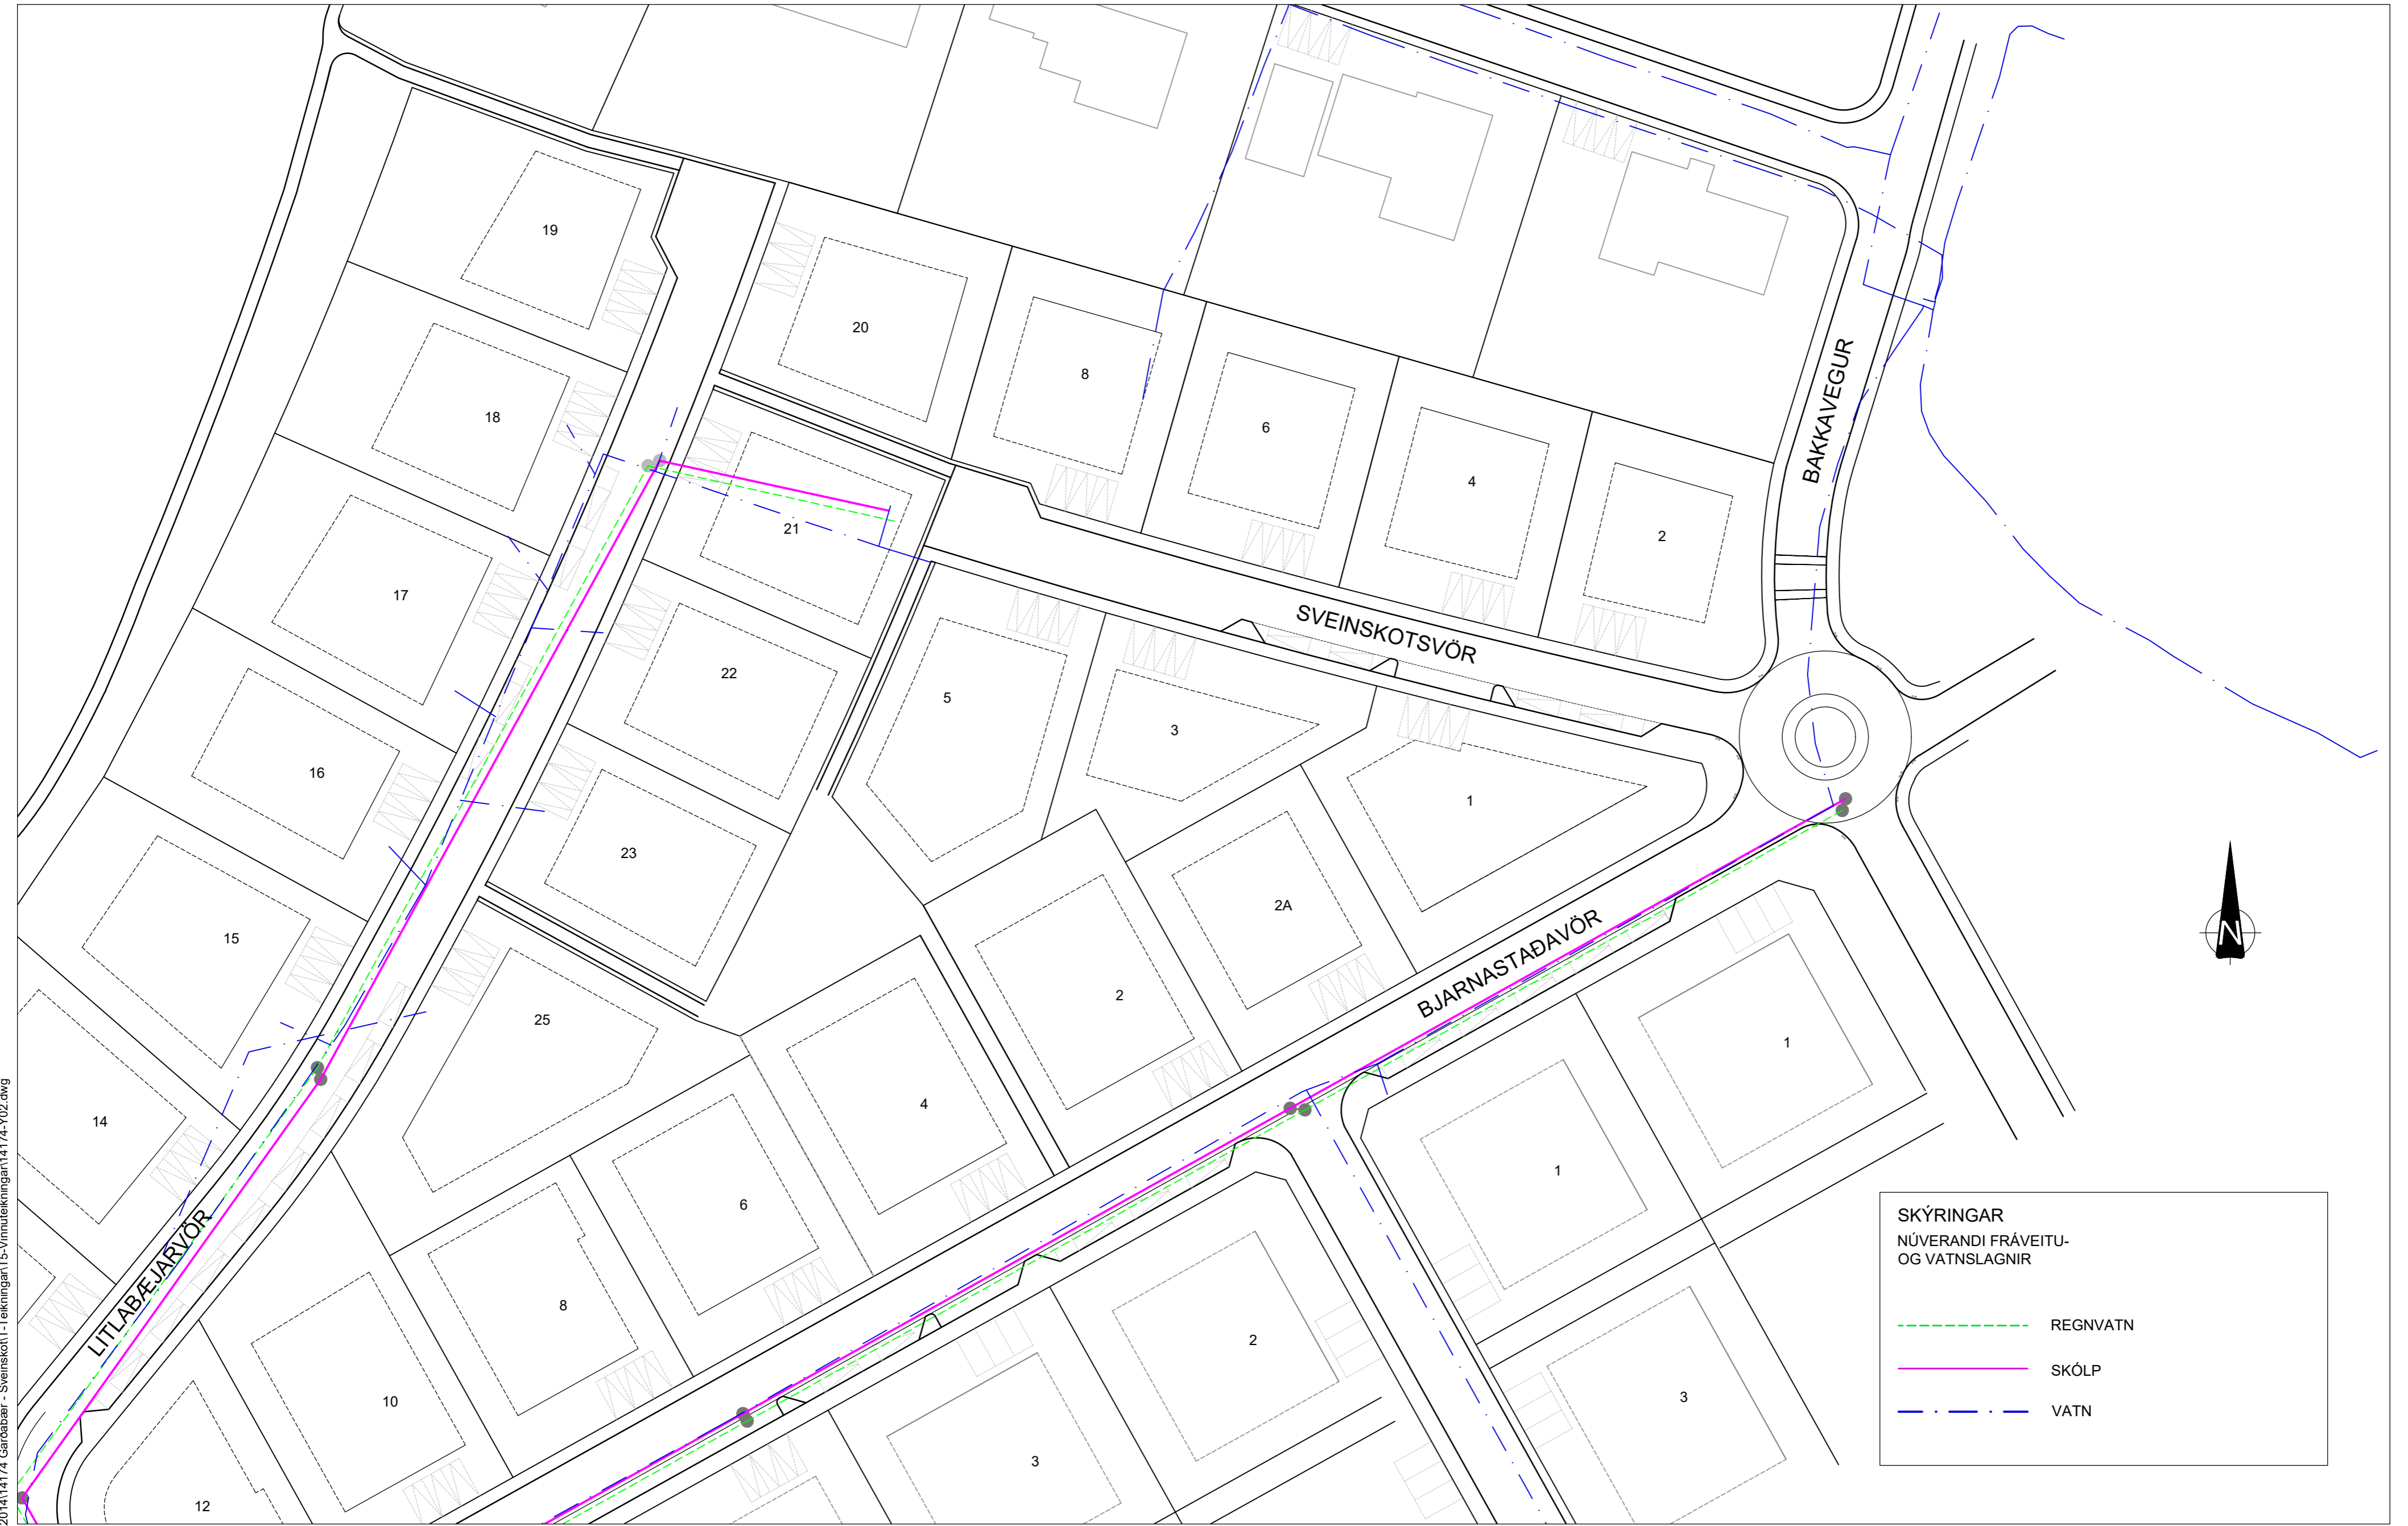 19
20
8
18
6
4
2
21
17
BAKKAVEGUR
SVEINSKOTSVÖR
22
5
3
16
1
23
2A
15
BJARNASTAÐAVÖR
N
2
25
1
14
4
1
6
LITLABÆJARVÖR
8
2
10
3
3
12
SKÝRINGAR
NÚVERANDI FRÁVEITU-
OG VATNSLAGNIR
REGNVATN
SKÓLP
VATN
2014\14174 Garðabær - Sveinskot\T-Teikningar\T5-Vinnuteikningar\14174-Y02.dwg